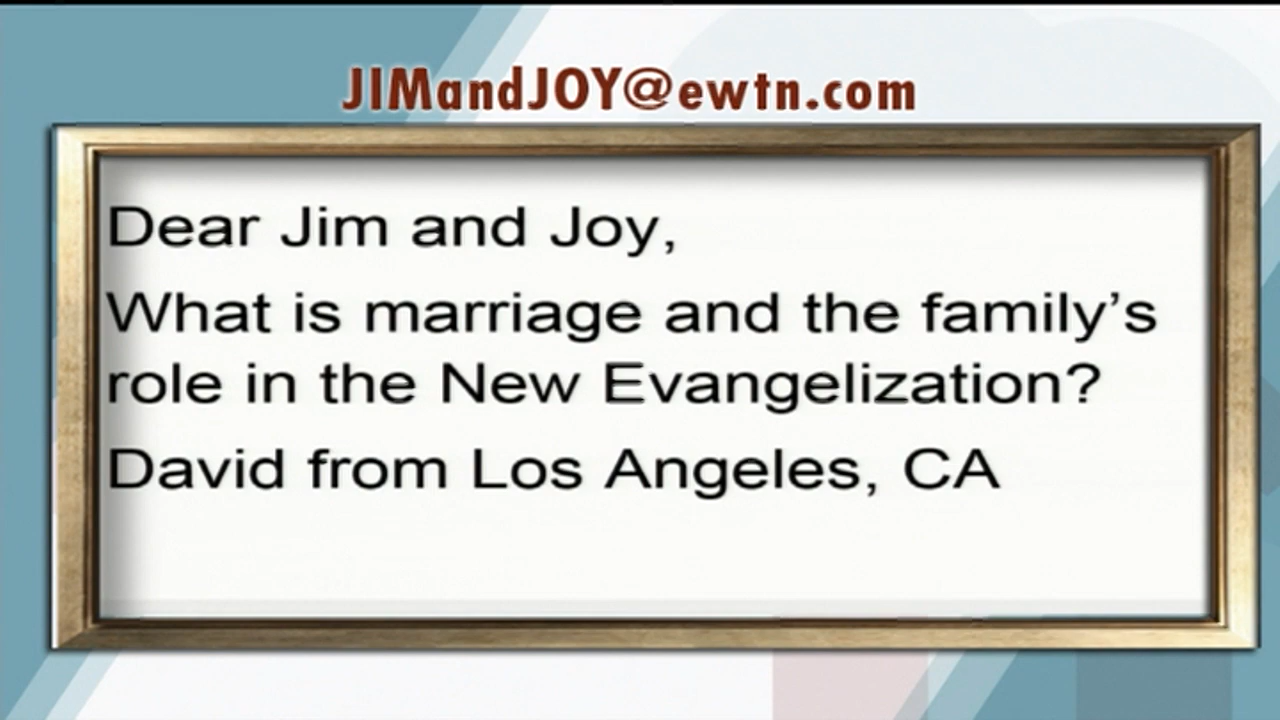 JIMandJOY@ewtn.com
Dear Jim and Joy,
What is marriage and the family’s
role in the New Evangelization?
David from Los Angeles, CA